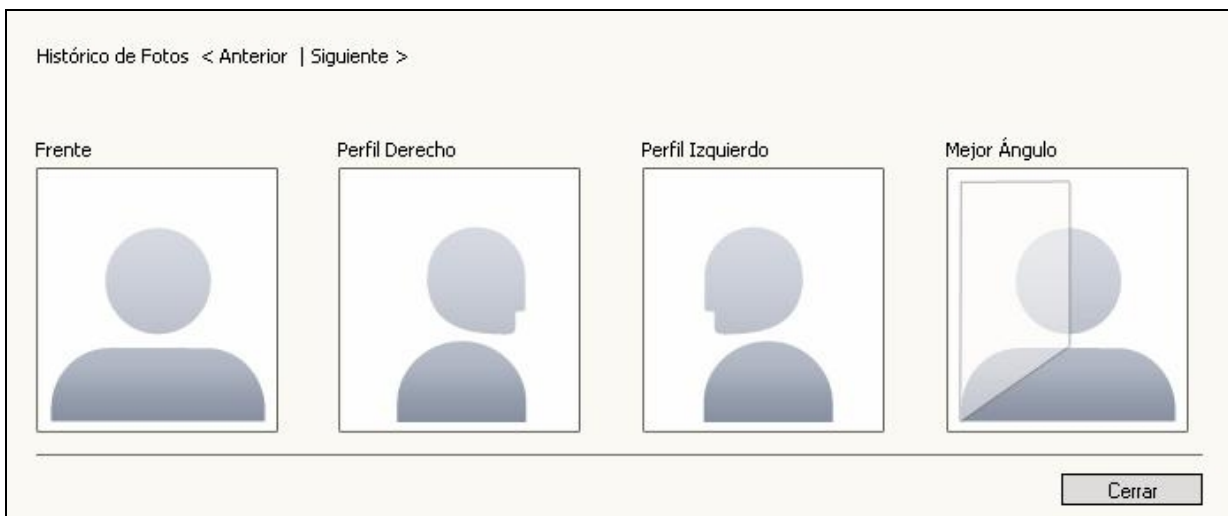 Histórico de Fotos < Anterior | Siguiente >
Frente
Perfil Derecho
Perfil Izquierdo
Mejor Ángulo
Cerrar